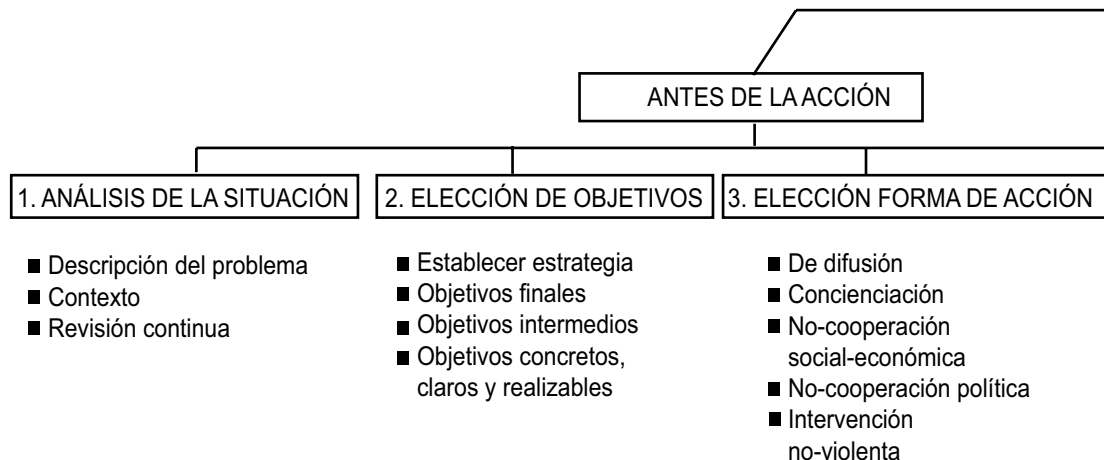 ANTES DE LA ACCIÓN
1. ANÁLISIS DE LA SITUACIÓN
■ Descripción del problema
■ Contexto
■ Revisión continua
2. ELECCIÓN DE OBJETIVOS
■ Establecer estrategia
■ Objetivos finales
■ Objetivos intermedios
■ Objetivos concretos,
claros y realizables
3. ELECCIÓN FORMA DE ACCIÓN
■ De difusión
■ Concienciación
■ No-cooperación
social-económica
■ No-cooperación política
■ Intervención
no-violenta